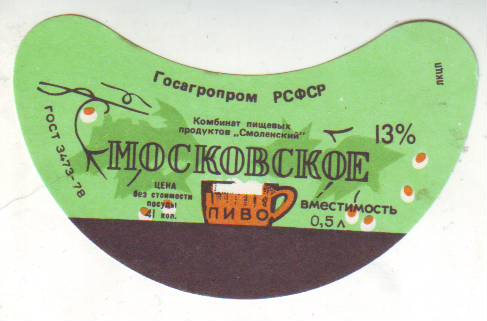 Госагропром РСФСР
Комбинат пищевых
продуктов „Смоленский"
МОСКОВСКОЕ
13%
ГОСТ 3473-78
ЛКЦП
ЦЕНА
без стоимости
посуды
41 коп.
ПИВО
ВМЕСТИМОСТЬ
0,5 л